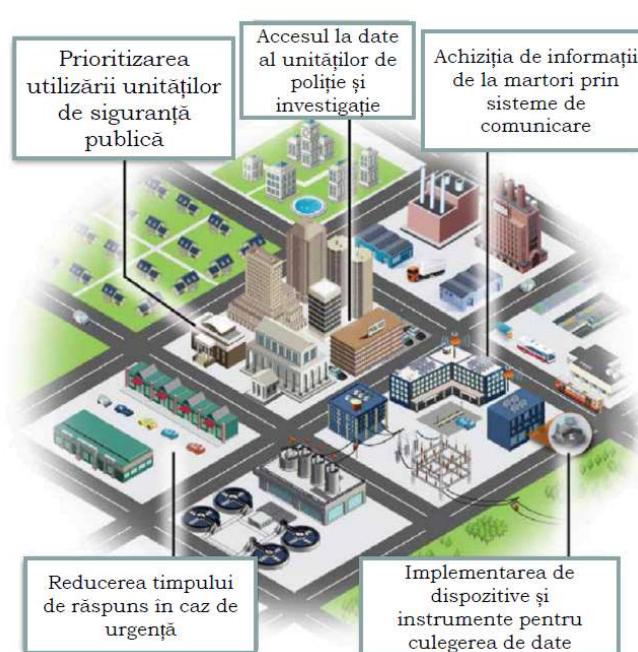 Prioritizarea
utilizării unităților
de siguranță
publică
Accesul la date
al unităților de
poliție și
investigație
Achiziția de informații
de la martori prin
sisteme de
comunicare
Reducerea timpului
de răspuns în caz de
urgență
Implementarea de
dispozitive și
instrumente pentru
culegerea de date